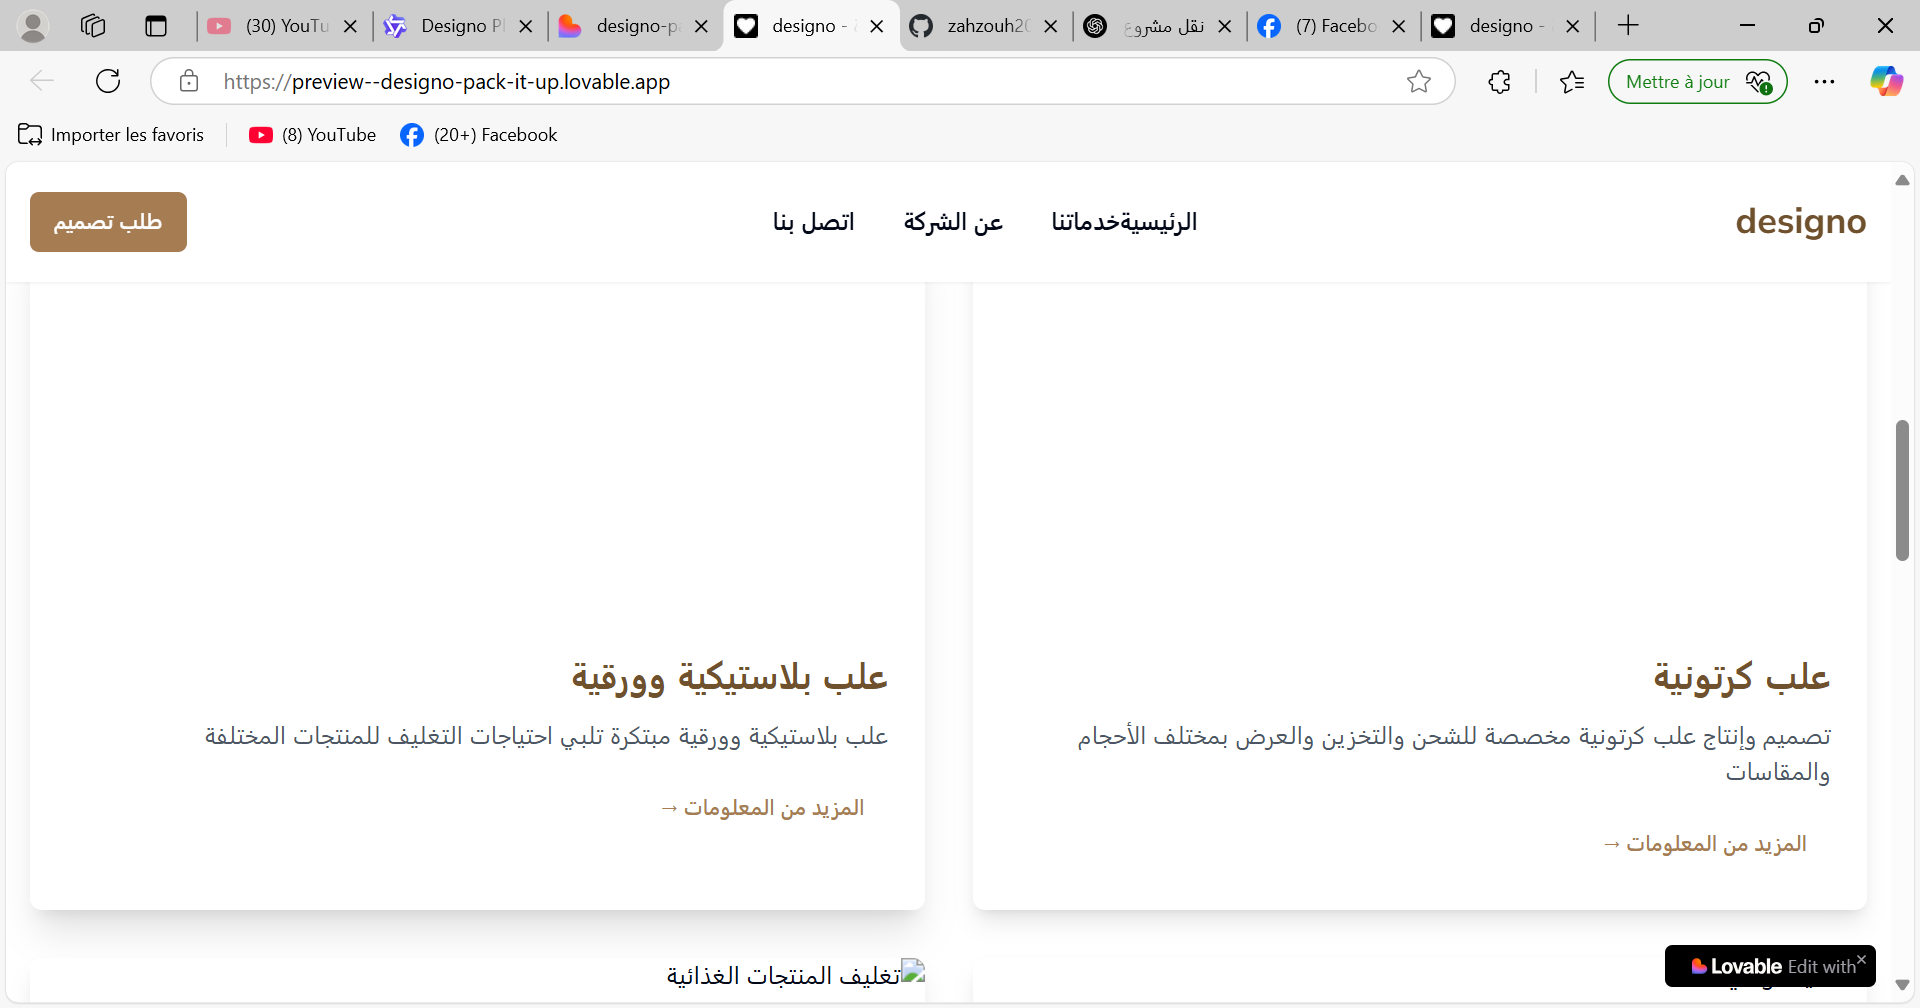 (30) YouTu
Designo Pl
designo-pa
designo -
zahzouh20
نقل مشروع
(7) Facebo
designo -
https://preview--designo-pack-it-up.lovable.app
Mettre à jour
Importer les favoris
(8) YouTube
(20+) Facebook
designo
الرئيسيةخدماتنا
عن الشركة
اتصل بنا
طلب تصميم
علب كرتونية
تصميم وإنتاج علب كرتونية مخصصة للشحن والتخزين والعرض بمختلف الأحجام
والمقاسات
المزيد من المعلومات →
علب بلاستيكية وورقية
علب بلاستيكية وورقية مبتكرة تلبي احتياجات التغليف للمنتجات المختلفة
المزيد من المعلومات →
تغليف المنتجات الغذائية
Lovable Edit with